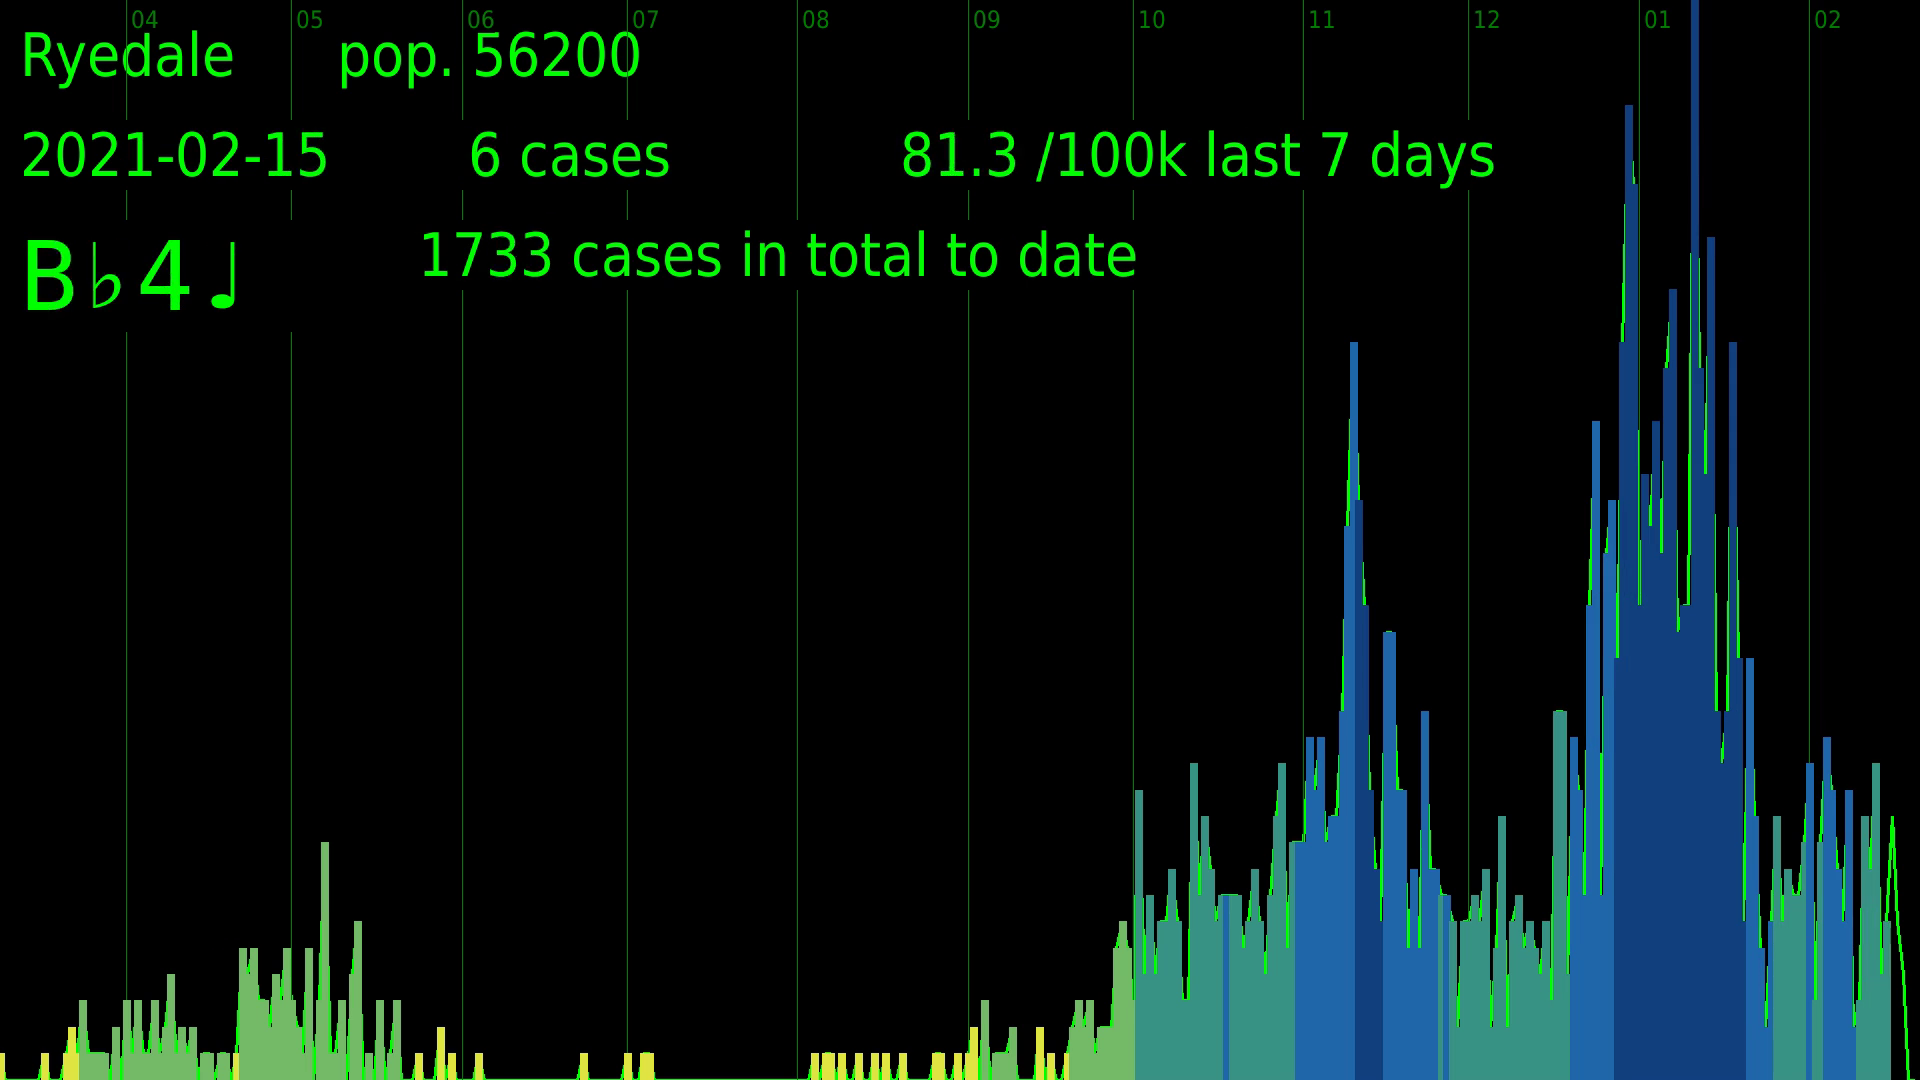 04 05 06 07 08 09 10 11 12 01 02
Ryedale pop. 56200
2021-02-15 6 cases 81.3 /100k last 7 days
B♭4♩ 1733 cases in total to date